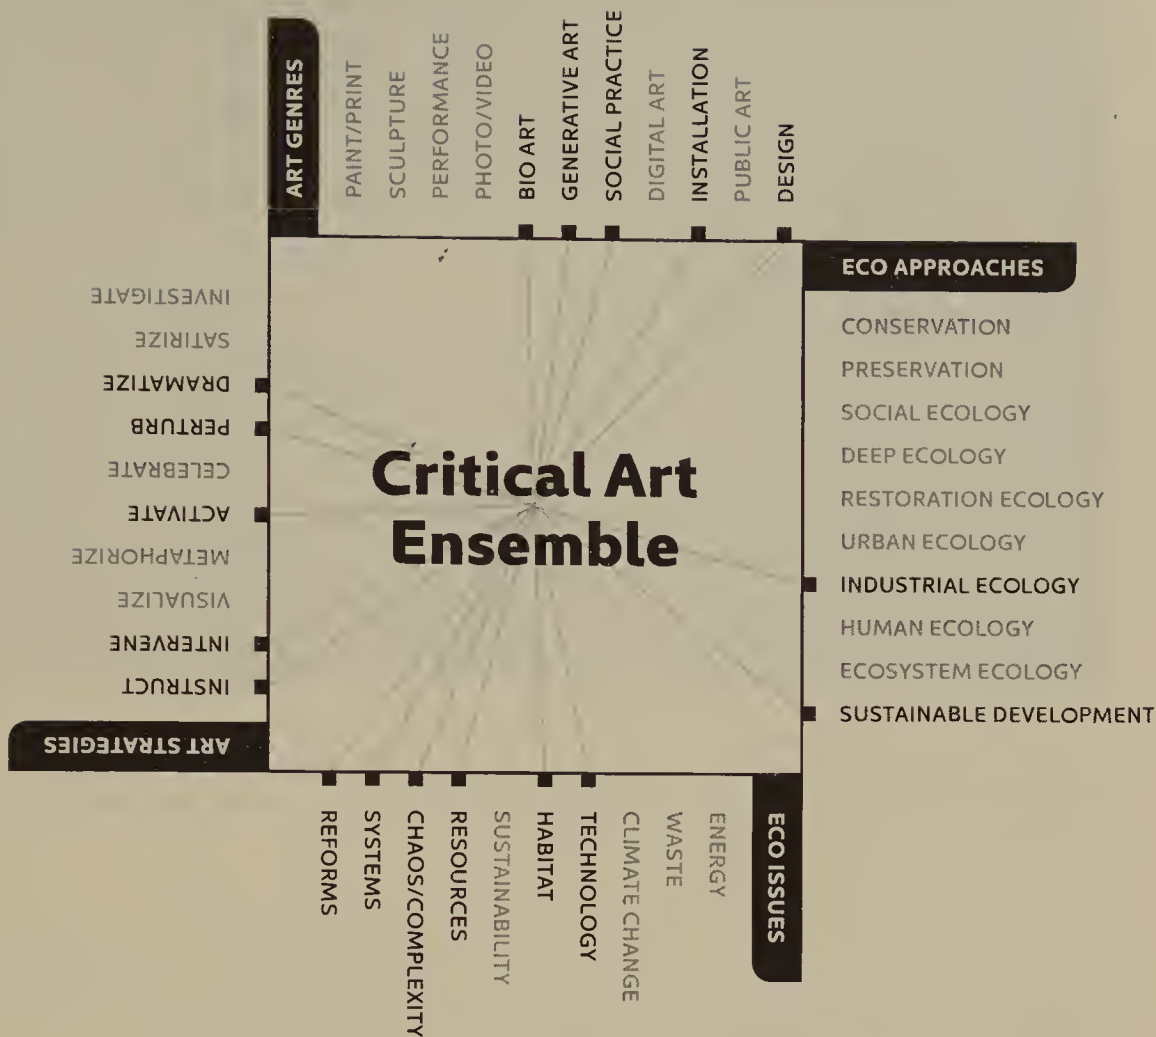 ART GENRES
PAINT/PRINT
SCULPTURE
PERFORMANCE
PHOTO/VIDEO
BIO ART
GENERATIVE ART
SOCIAL PRACTICE
DIGITAL ART
INSTALLATION
PUBLIC ART
DESIGN
ECO APPROACHES
CONSERVATION
PRESERVATION
SOCIAL ECOLOGY
DEEP ECOLOGY
RESTORATION ECOLOGY
URBAN ECOLOGY
INDUSTRIAL ECOLOGY
HUMAN ECOLOGY
ECOSYSTEM ECOLOGY
SUSTAINABLE DEVELOPMENT
ECO ISSUES
ENERGY
WASTE
CLIMATE CHANGE
TECHNOLOGY
HABITAT
SUSTAINABILITY
RESOURCES
CHAOS/COMPLEXITY
SYSTEMS
REFORMS
ART STRATEGIES
INSTRUCT
INTERVENE
VISUALIZE
METAPHORIZE
ACTIVATE
CELEBRATE
PERTURB
DRAMATIZE
SATIRIZE
INVESTIGATE
Critical Art
Ensemble